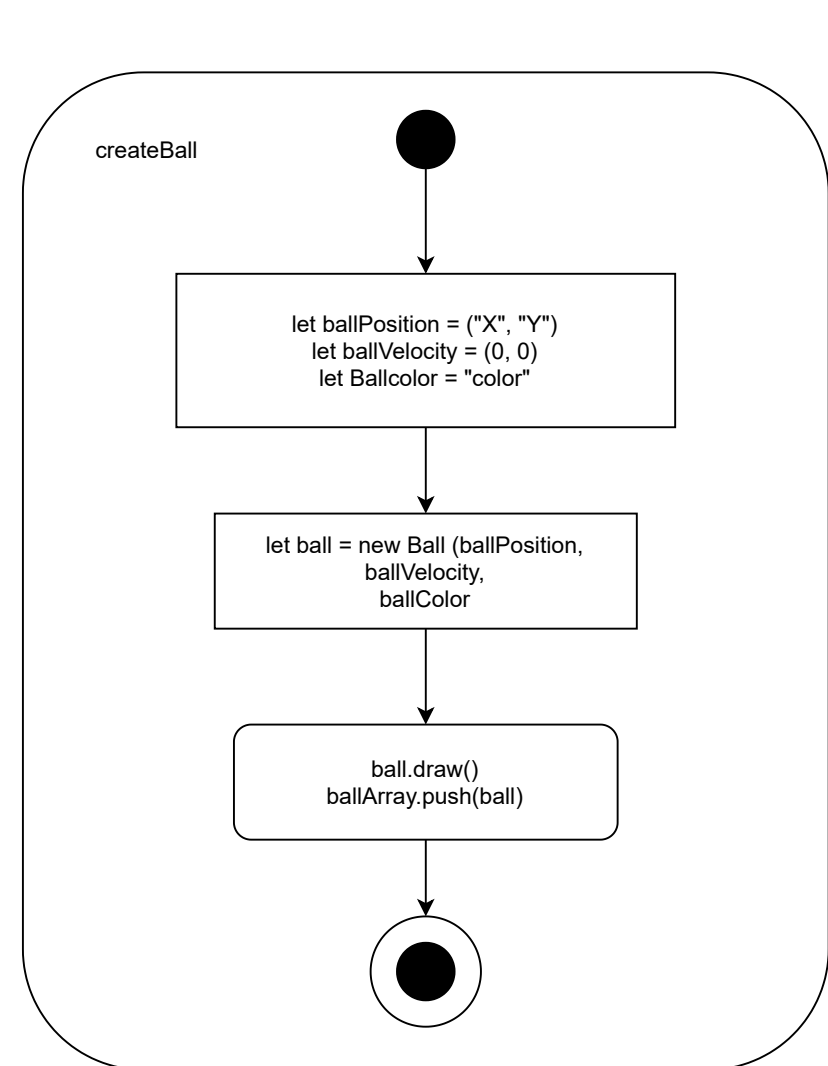 createBall
let ballPosition = ("X", "Y")
let ballVelocity = (0, 0)
let Ballcolor = "color"
let ball = new Ball (ballPosition,
ballVelocity,
ballColor
ball.draw()
ballArray.push(ball)